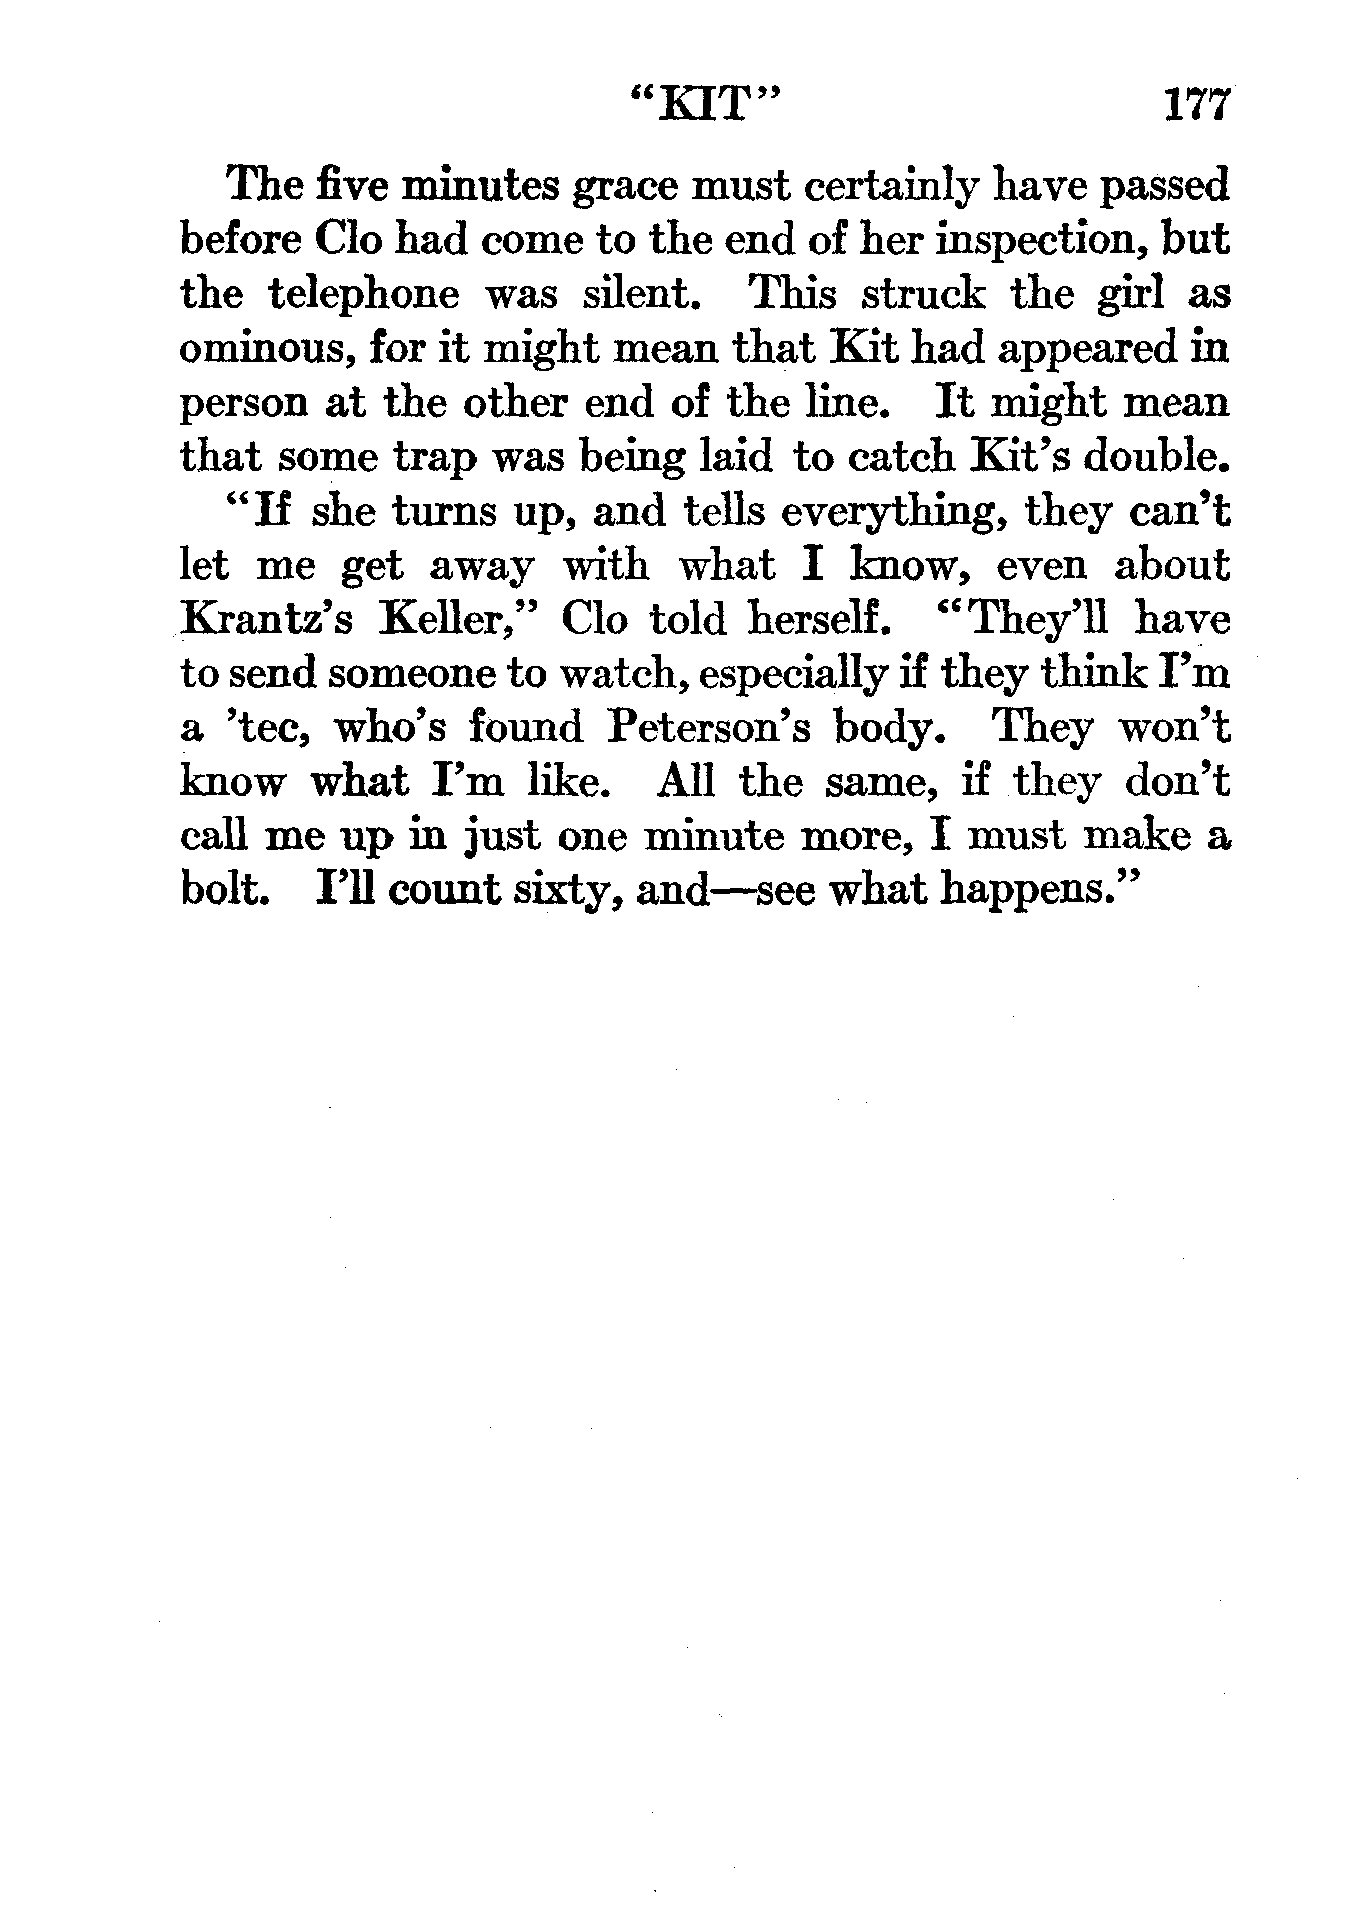 “KIT” 177
The five minutes grace must certainly have passed
before Clo had come to the end of her inspection, but
the telephone was silent. This struck the girl as
ominous, for it might mean that Kit had appeared in
person at the other end of the line. It might mean
that some trap was being laid to catch Kit’s double.
“If she turns up, and tells everything, they can’t
let me get away with what I know, even about
Krantz’s Keller,” Clo told herself. “They’ll have
to send someone to watch, especially if they think I’m
a ’tec, who’s found Peterson’s body. They won’t
know what I’m like. All the same, if they don’t
call me up in just one minute more, I must make a
bolt. I’ll count sixty, and—see what happens.”